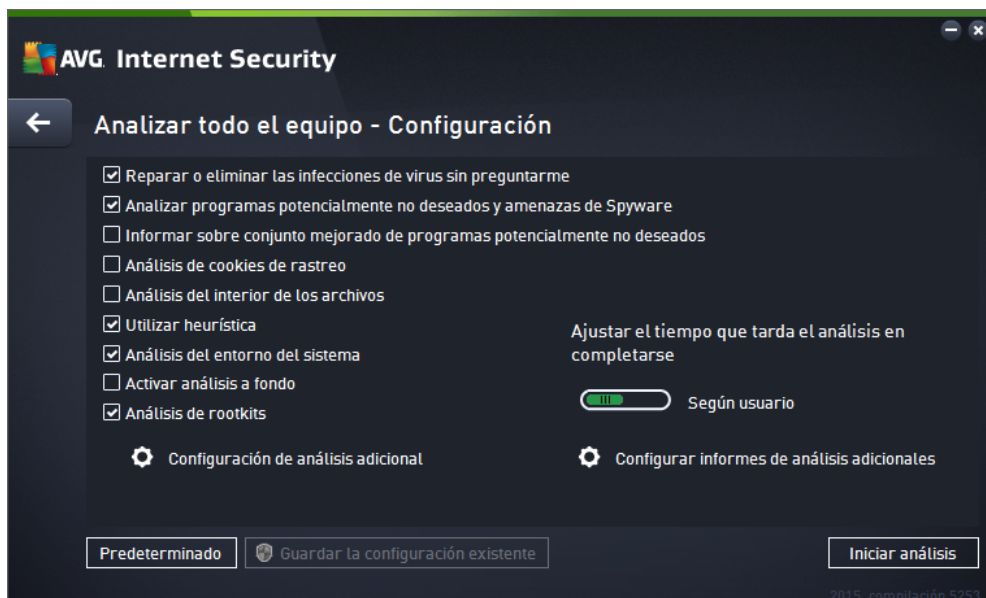 AVG. Internet Security
Analizar todo el equipo - Configuración
Reparar o eliminar las infecciones de virus sin preguntarme
Analizar programas potencialmente no deseados y amenazas de Spyware
Informar sobre conjunto mejorado de programas potencialmente no deseados
Análisis de cookies de rastreo
Análisis del interior de los archivos
Utilizar heurística
Análisis del entorno del sistema
Activar análisis a fondo
Análisis de rootkits
Ajustar el tiempo que tarda el análisis en
completarse
Según usuario
Configuración de análisis adicional
Configurar informes de análisis adicionales
Predeterminado
Guardar la configuración existente
Iniciar análisis
2015, compilación 5253